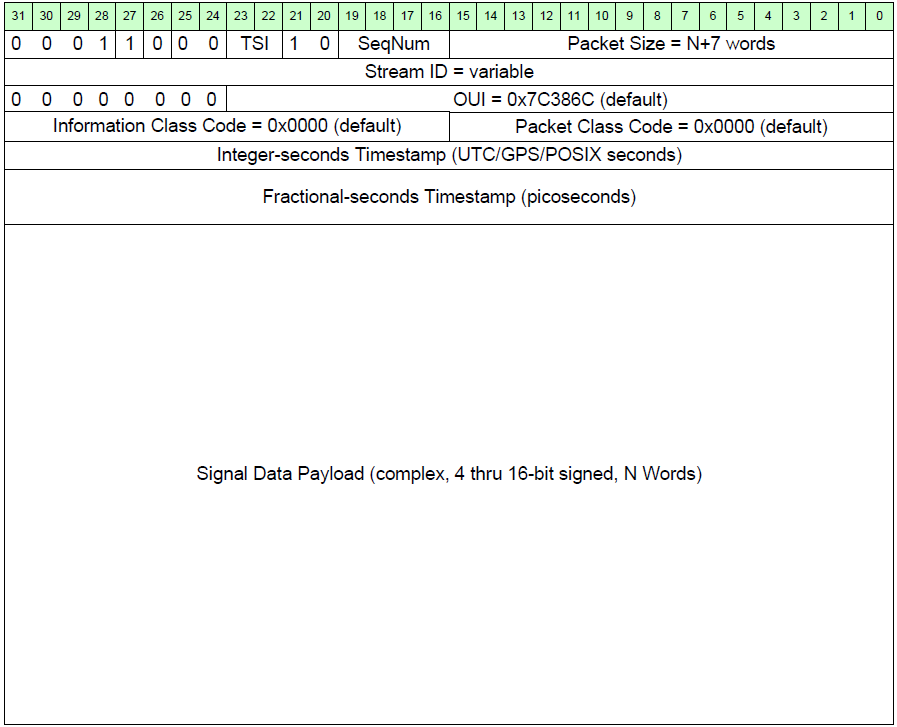 31 30 29 28 27 26 25 24 23 22 21 20 19 18 17 16 15 14 13 12 11 10 9 8 7 6 5 4 3 2 1 0
0 0 0 1 1 0 0 0 TSI 1 0 SeqNum Packet Size = N+7 words
Stream ID = variable
0 0 0 0 0 0 0 0 OUI = 0x7C386C (default)
Information Class Code = 0x0000 (default) Packet Class Code = 0x0000 (default)
Integer-seconds Timestamp (UTC/GPS/POSIX seconds)
Fractional-seconds Timestamp (picoseconds)
Signal Data Payload (complex, 4 thru 16-bit signed, N Words)